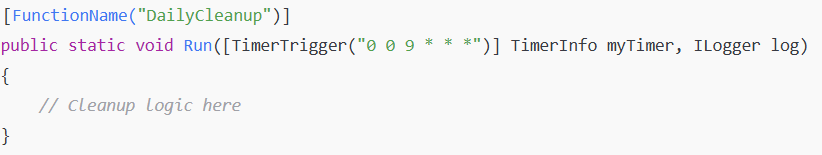 [FunctionName("DailyCleanup")]
public static void Run([TimerTrigger("0 0 9 * * *")] TimerInfo myTimer, ILogger log)
{
    // Cleanup logic here
}